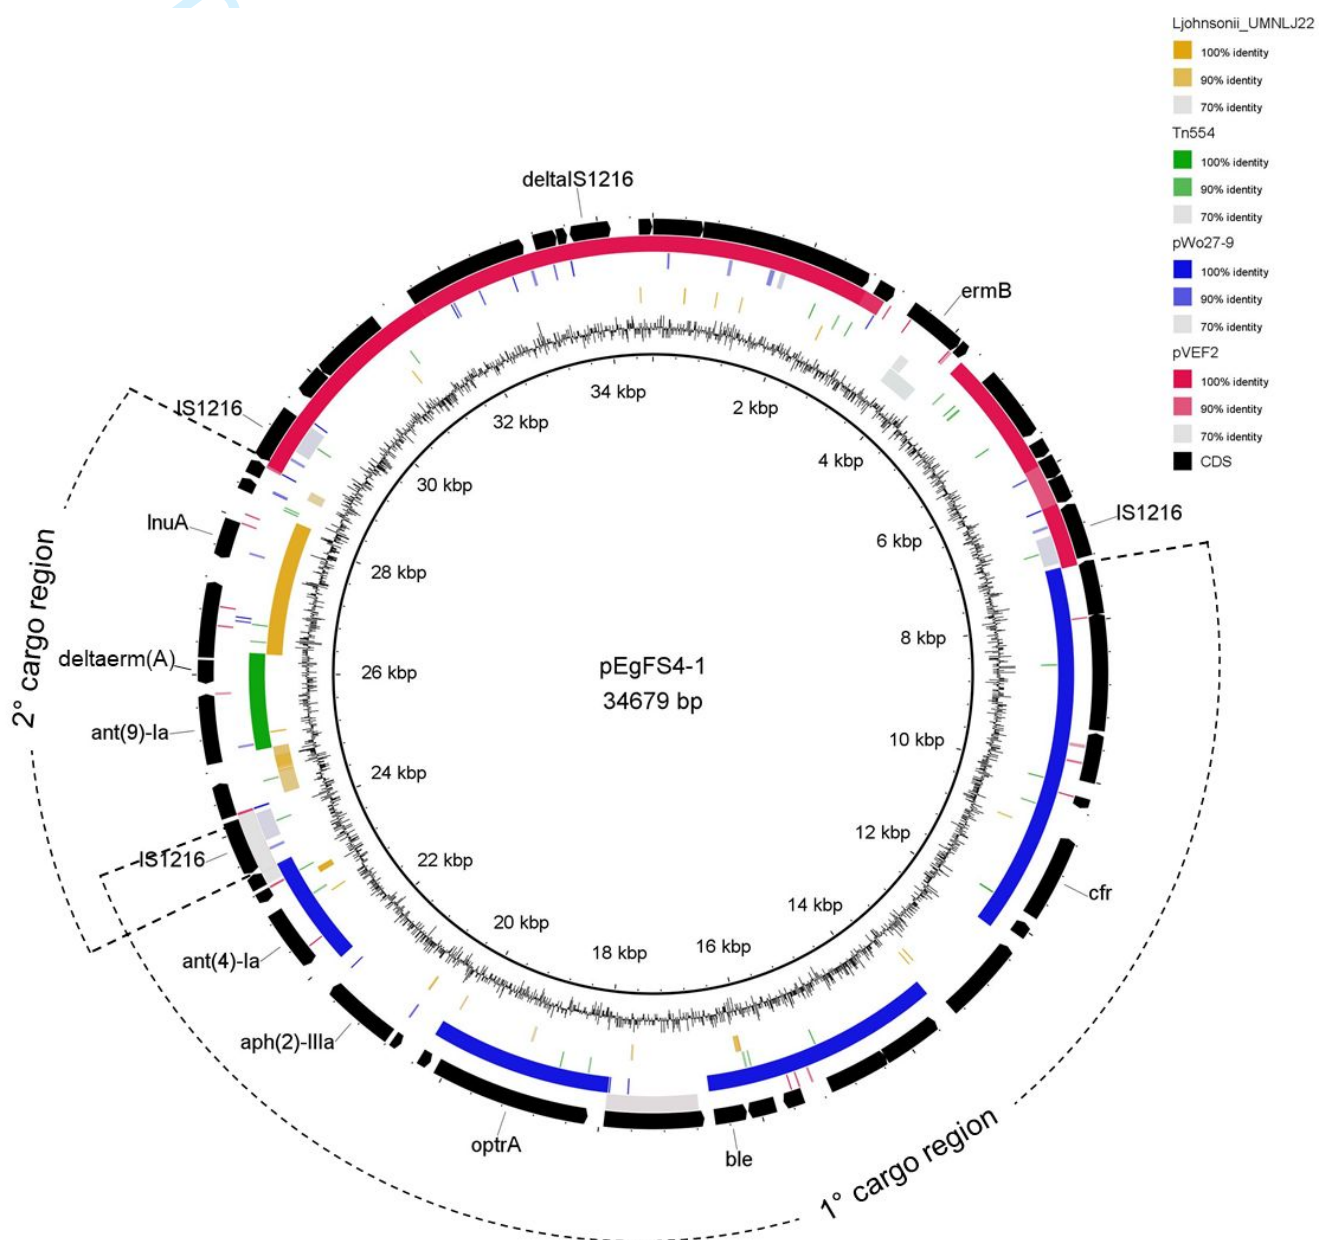 Ljohnsonii_UMNLJ22
100% identity
90% identity
70% identity
Tn554
100% identity
90% identity
70% identity
pWo27-9
100% identity
90% identity
70% identity
pVEF2
100% identity
90% identity
70% identity
CDS
deltaIS1216
ermB
IS1216
cfr
ble
optrA
aph(2)-IIIa
ant(4)-Ia
IS1216
ant(9)-Ia
deltaerm(A)
lnuA
IS1216
2° cargo region
1° cargo region
2 kbp
4 kbp
6 kbp
8 kbp
10 kbp
12 kbp
14 kbp
16 kbp
18 kbp
20 kbp
22 kbp
24 kbp
26 kbp
28 kbp
30 kbp
32 kbp
34 kbp
pEgFS4-1
34679 bp